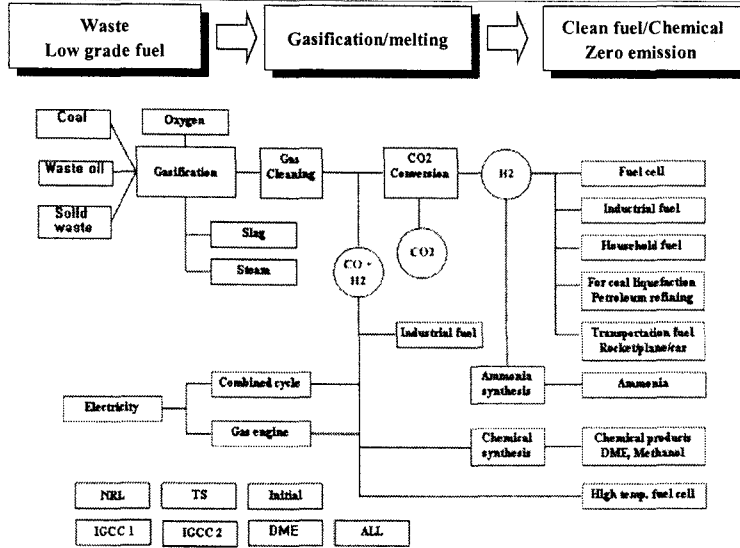 Waste
Low grade fuel
Gasification/melting
Clean fuel/Chemical
Zero emission
Coal
Oxygen
Waste oil
Gasification
Gas
Cleaning
CO2
Conversion
H2
Fuel cell
Solid
waste
Industrial fuel
Slag
CO2
Household fuel
Steam
CO +
H2
For coal liquefaction
Petroleum refining
Industrial fuel
Transportation fuel
Rocket/plane/car
Combined cycle
Ammonia
synthesis
Ammonia
Electricity
Gas engine
Chemical
synthesis
Chemical products
DME, Methanol
NRL
TS
Initial
High temp. fuel cell
IGCC 1
IGCC 2
DME
ALL